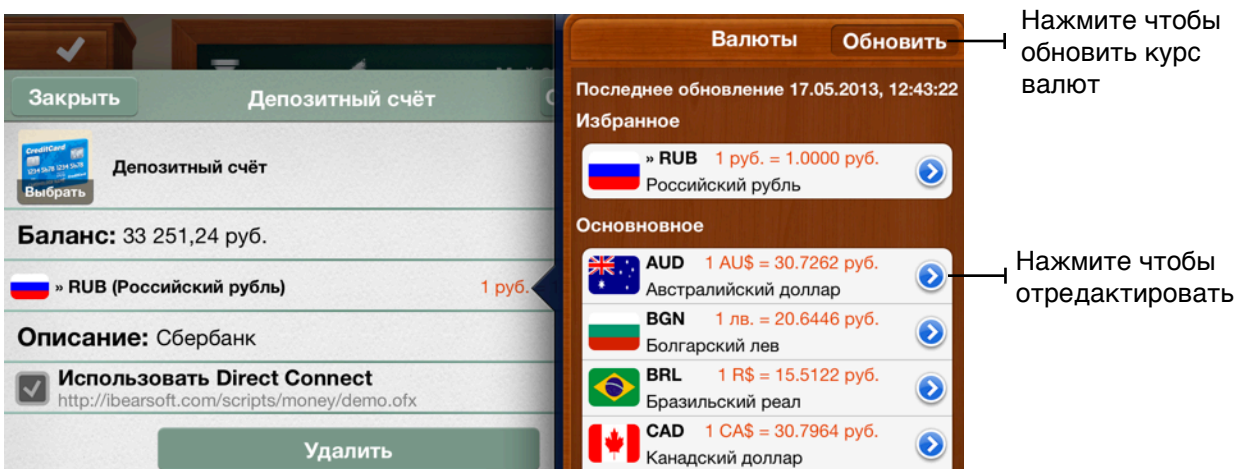 Закрыть
Депозитный счёт
CreditCard
Выбрать
Депозитный счёт
Баланс: 33 251,24 руб.
» RUB (Российский рубль)
1 руб.
Описание: Сбербанк
Использовать Direct Connect
http://ibearsoft.com/scripts/money/demo.ofx
Удалить
Валюты
Обновить
Последнее обновление 17.05.2013, 12:43:22
Избранное
» RUB 1 руб. = 1.0000 руб.
Российский рубль
Основновное
AUD 1 AU$ = 30.7262 руб.
Австралийский доллар
BGN 1 лв. = 20.6446 руб.
Болгарский лев
BRL 1 R$ = 15.5122 руб.
Бразильский реал
CAD 1 CA$ = 30.7964 руб.
Канадский доллар
Нажмите чтобы
обновить курс
валют
Нажмите чтобы
отредактировать